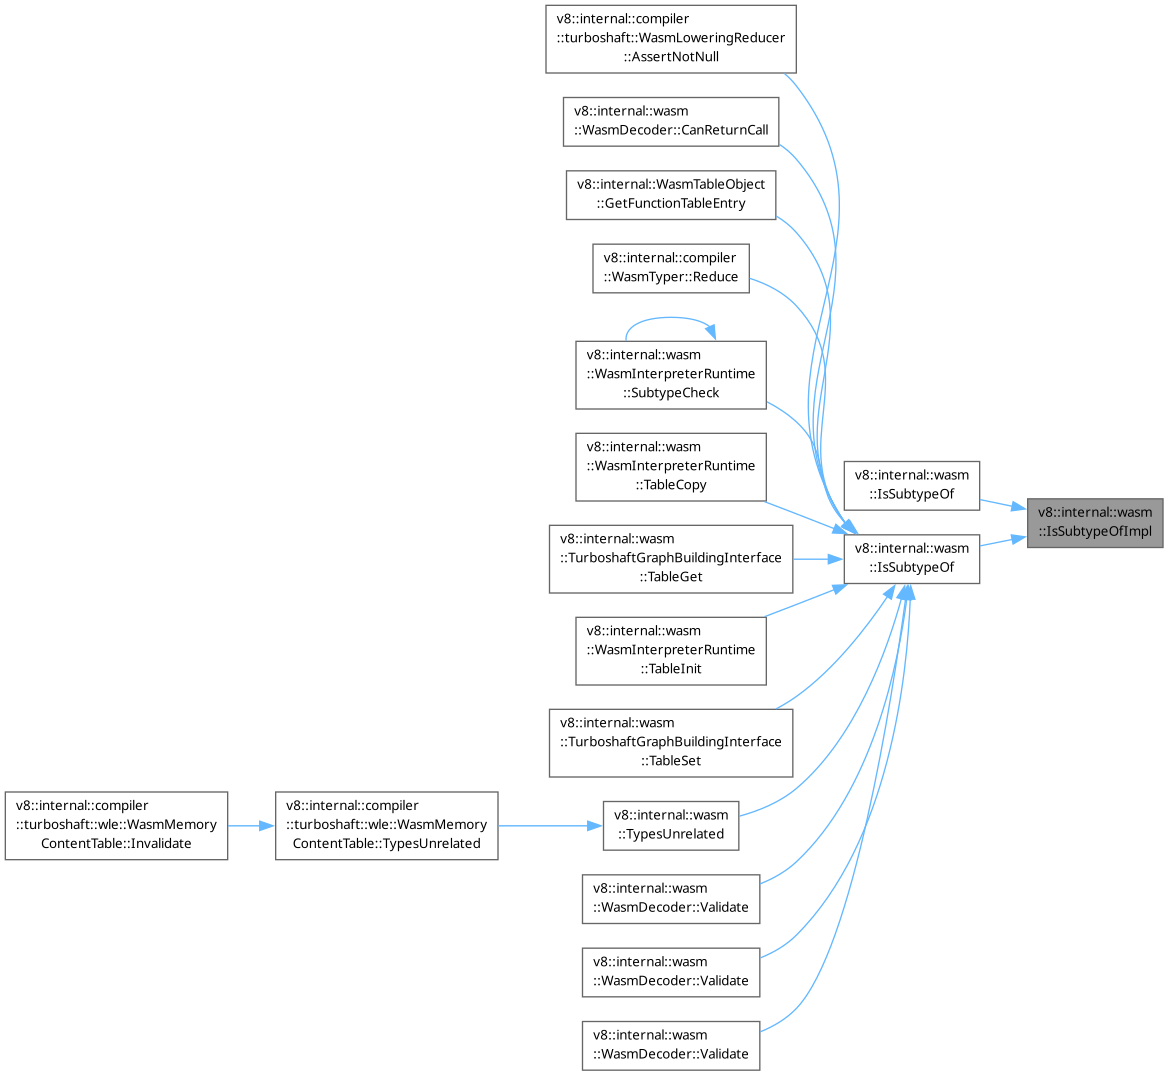 v8::internal::compiler
::turboshaft::WasmLoweringReducer
::AssertNotNull
v8::internal::wasm
::WasmDecoder::CanReturnCall
v8::internal::WasmTableObject
::GetFunctionTableEntry
v8::internal::compiler
::WasmTyper::Reduce
v8::internal::wasm
::WasmInterpreterRuntime
::SubtypeCheck
v8::internal::wasm
::WasmInterpreterRuntime
::TableCopy
v8::internal::wasm
::IsSubtypeOf
v8::internal::wasm
::IsSubtypeOfImpl
v8::internal::wasm
::TurboshaftGraphBuildingInterface
::TableGet
v8::internal::wasm
::IsSubtypeOf
v8::internal::wasm
::WasmInterpreterRuntime
::TableInit
v8::internal::wasm
::TurboshaftGraphBuildingInterface
::TableSet
v8::internal::compiler
::turboshaft::wle::WasmMemory
ContentTable::Invalidate
v8::internal::compiler
::turboshaft::wle::WasmMemory
ContentTable::TypesUnrelated
v8::internal::wasm
::TypesUnrelated
v8::internal::wasm
::WasmDecoder::Validate
v8::internal::wasm
::WasmDecoder::Validate
v8::internal::wasm
::WasmDecoder::Validate